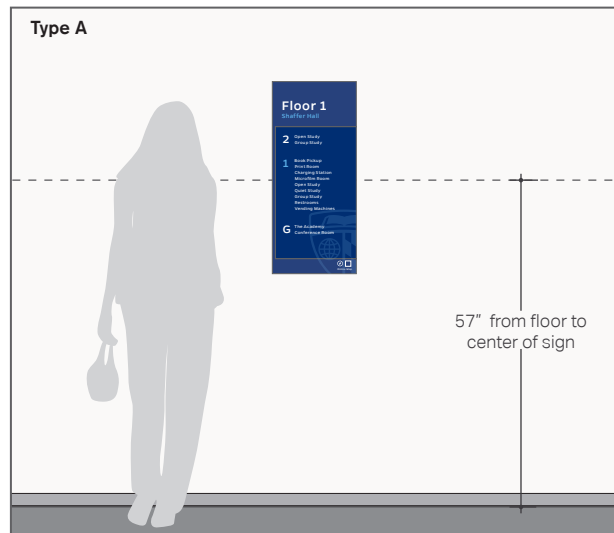 Type A
Floor 1
Shaffer Hall
2
Open Study
Group Study
1
Book Pickup
Print Room
Charging Station
Microfilm Room
Open Study
Quiet Study
Group Study
Restrooms
Vending Machines
G
The Academy
Conference Room
57" from floor to
center of sign